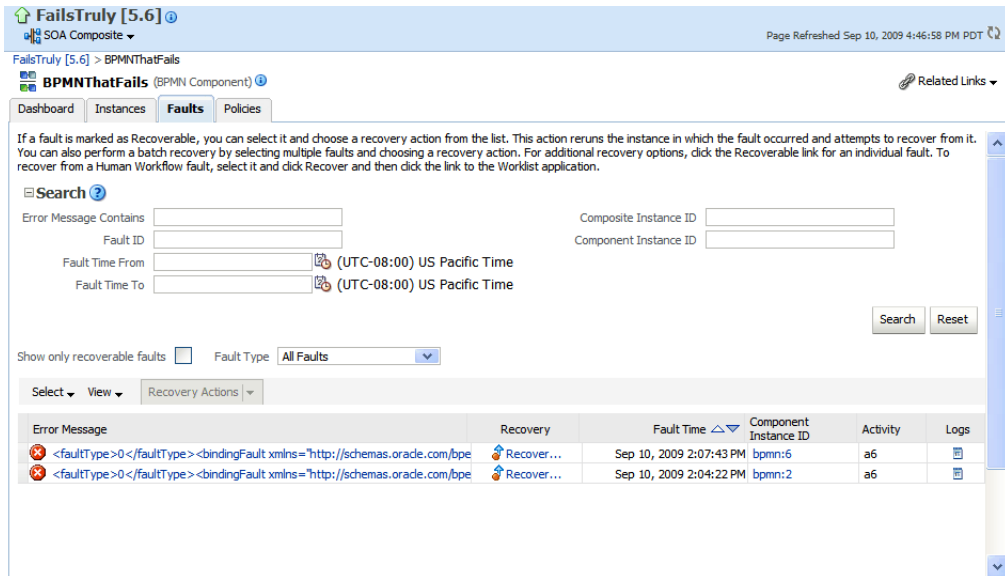 FailsTruly [5.6]
SOA Composite
Page Refreshed Sep 10, 2009 4:46:58 PM PDT
FailsTruly [5.6] > BPMNThatFails
BPMNThatFails (BPMN Component)
Related Links
Dashboard Instances Faults Policies
If a fault is marked as Recoverable, you can select it and choose a recovery action from the list. This action reruns the instance in which the fault occurred and attempts to recover from it.
You can also perform a batch recovery by selecting multiple faults and choosing a recovery action. For additional recovery options, click the Recoverable link for an individual fault. To
recover from a Human Workflow fault, select it and click Recover and then click the link to the Worklist application.
Search
Error Message Contains Composite Instance ID
Fault ID Component Instance ID
Fault Time From (UTC-08:00) US Pacific Time
Fault Time To (UTC-08:00) US Pacific Time
Search Reset
Show only recoverable faults Fault Type All Faults
Select View Recovery Actions
Error Message Recovery Fault Time Component Instance ID Activity Logs
<faultType>0</faultType><bindingFault xmlns="http://schemas.oracle.com/bpe Recover... Sep 10, 2009 2:07:43 PM bpmn:6 a6
<faultType>0</faultType><bindingFault xmlns="http://schemas.oracle.com/bpe Recover... Sep 10, 2009 2:04:22 PM bpmn:2 a6